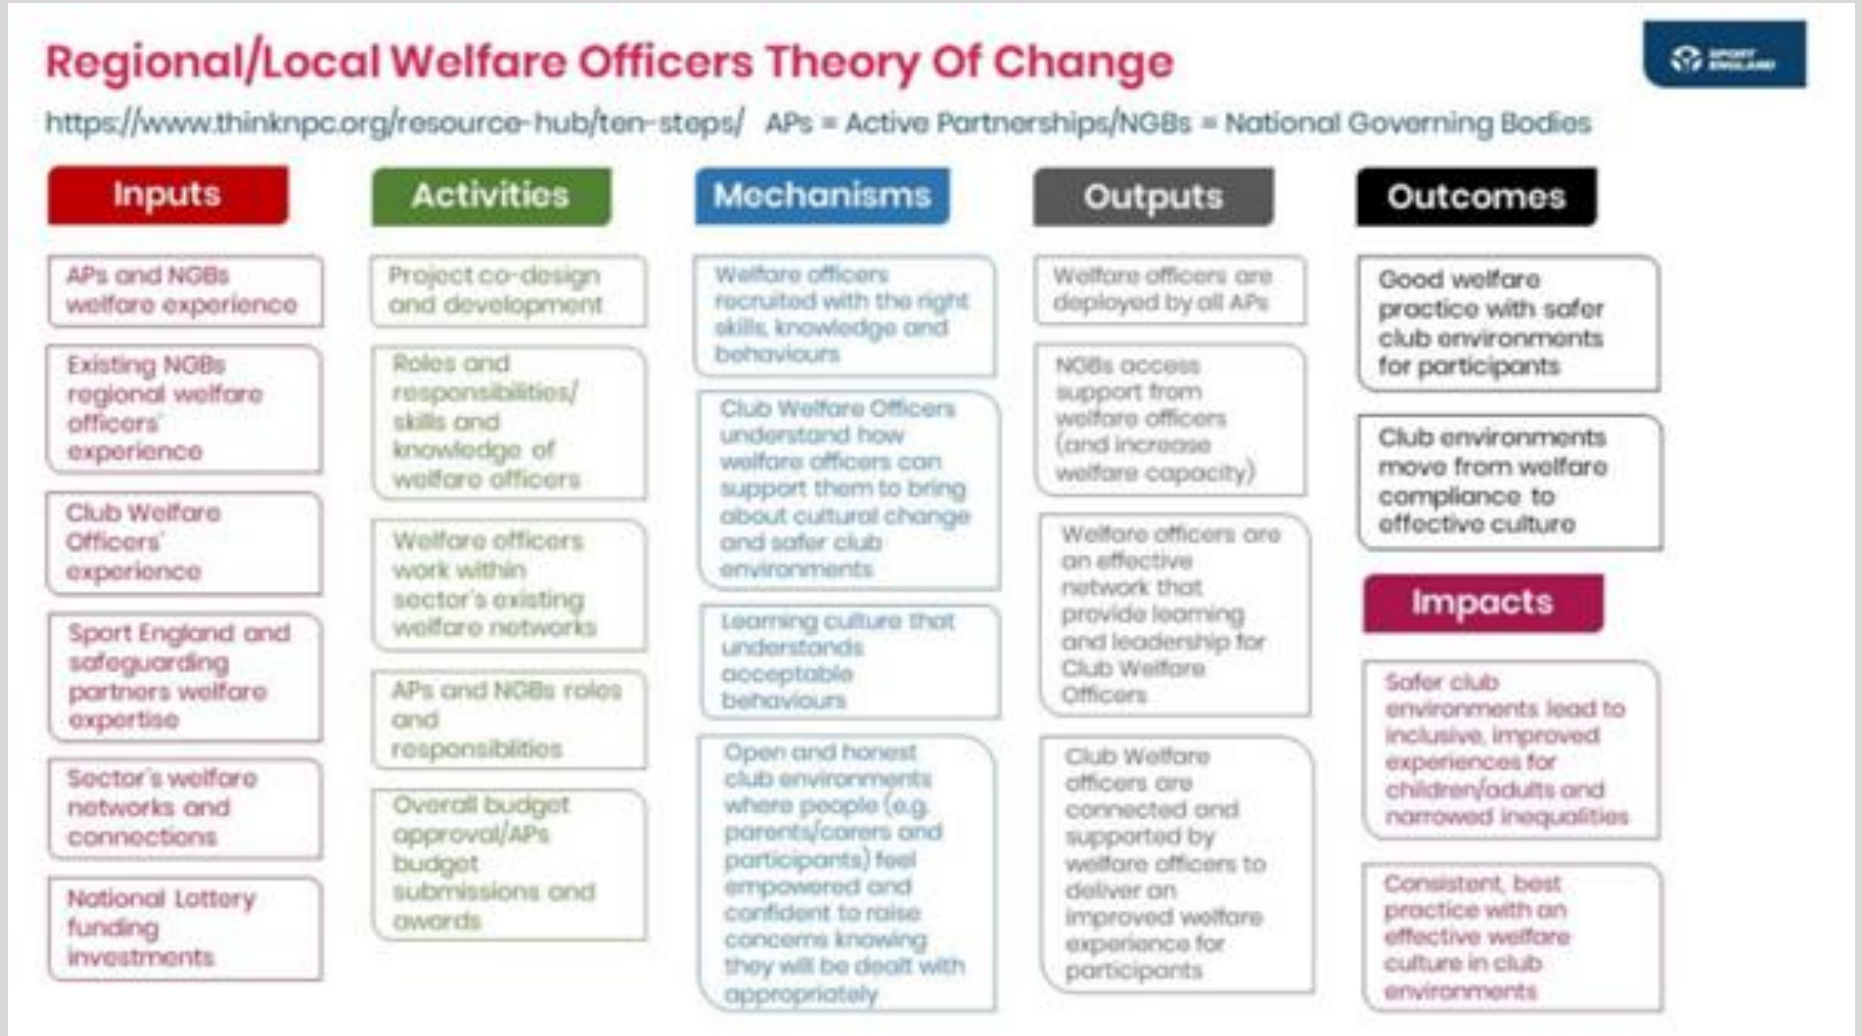 Regional/Local Welfare Officers Theory Of Change
SPORT
ENGLAND
https://www.thinknpc.org/resource-hub/ten-steps/ APs = Active Partnerships/NGBs = National Governing Bodies
Inputs
APs and NGBs
welfare experience
Existing NGBs
regional welfare
officers'
experience
Club Welfare
Officers'
experience
Sport England and
safeguarding
partners welfare
expertise
Sector's welfare
networks and
connections
National Lottery
funding
investments
Activities
Project co-design
and development
Roles and
responsibilities/
skills and
knowledge of
welfare officers
Welfare officers
work within
sector's existing
welfare networks
APs and NGBs roles
and
responsiblities
Overall budget
approval/APs
budget
submissions and
awards
Mechanisms
Welfare officers
recruited with the right
skills, knowledge and
behaviours
Club Welfare Officers
understand how
welfare officers can
support them to bring
about cultural change
and safer club
environments
Learning culture that
understands
acceptable
behaviours
Open and honest
club environments
where people (e.g.
parents/carers and
participants) feel
empowered and
confident to raise
concerns knowing
they will be dealt with
appropriately
Outputs
Welfare officers are
deployed by all APs
NGBs access
support from
welfare officers
(and increase
welfare capacity)
Welfare officers are
an effective
network that
provide learning
and leadership for
Club Welfare
Officers
Club Welfare
officers are
connected and
supported by
welfare officers to
deliver an
improved welfare
experience for
participants
Outcomes
Good welfare
practice with safer
club environments
for participants
Club environments
move from welfare
compliance to
effective culture
Impacts
Safer club
environments lead to
inclusive, improved
experiences for
children/adults and
narrowed inequalities
Consistent, best
practice with an
effective welfare
culture in club
environments